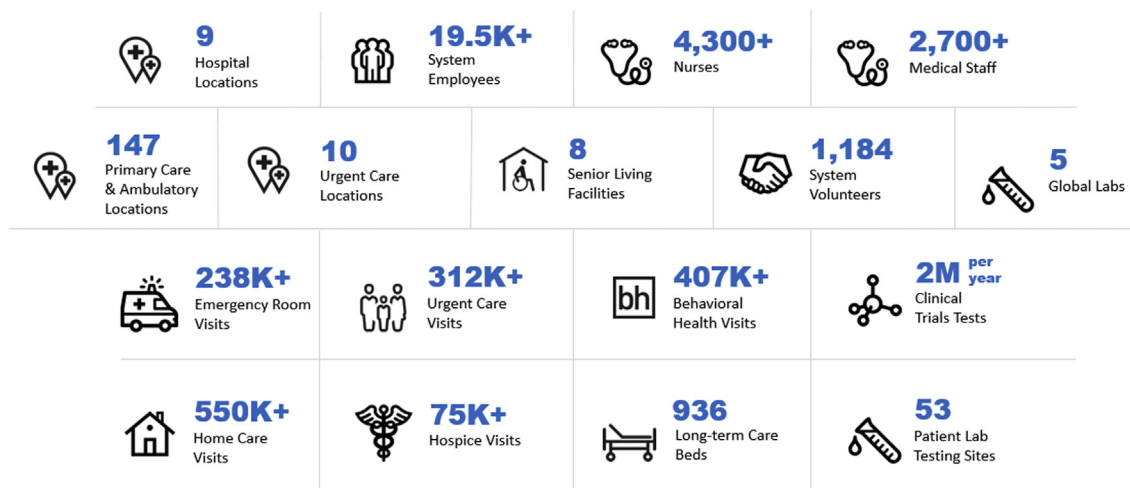 9
Hospital
Locations
19.5K+
System
Employees
4,300+
Nurses
2,700+
Medical Staff
147
Primary Care
& Ambulatory
Locations
10
Urgent Care
Locations
8
Senior Living
Facilities
1,184
System
Volunteers
5
Global Labs
238K+
Emergency Room
Visits
312K+
Urgent Care
Visits
bh
407K+
Behavioral
Health Visits
2M per
year
Clinical
Trials Tests
550K+
Home Care
Visits
75K+
Hospice Visits
936
Long-term Care
Beds
53
Patient Lab
Testing Sites